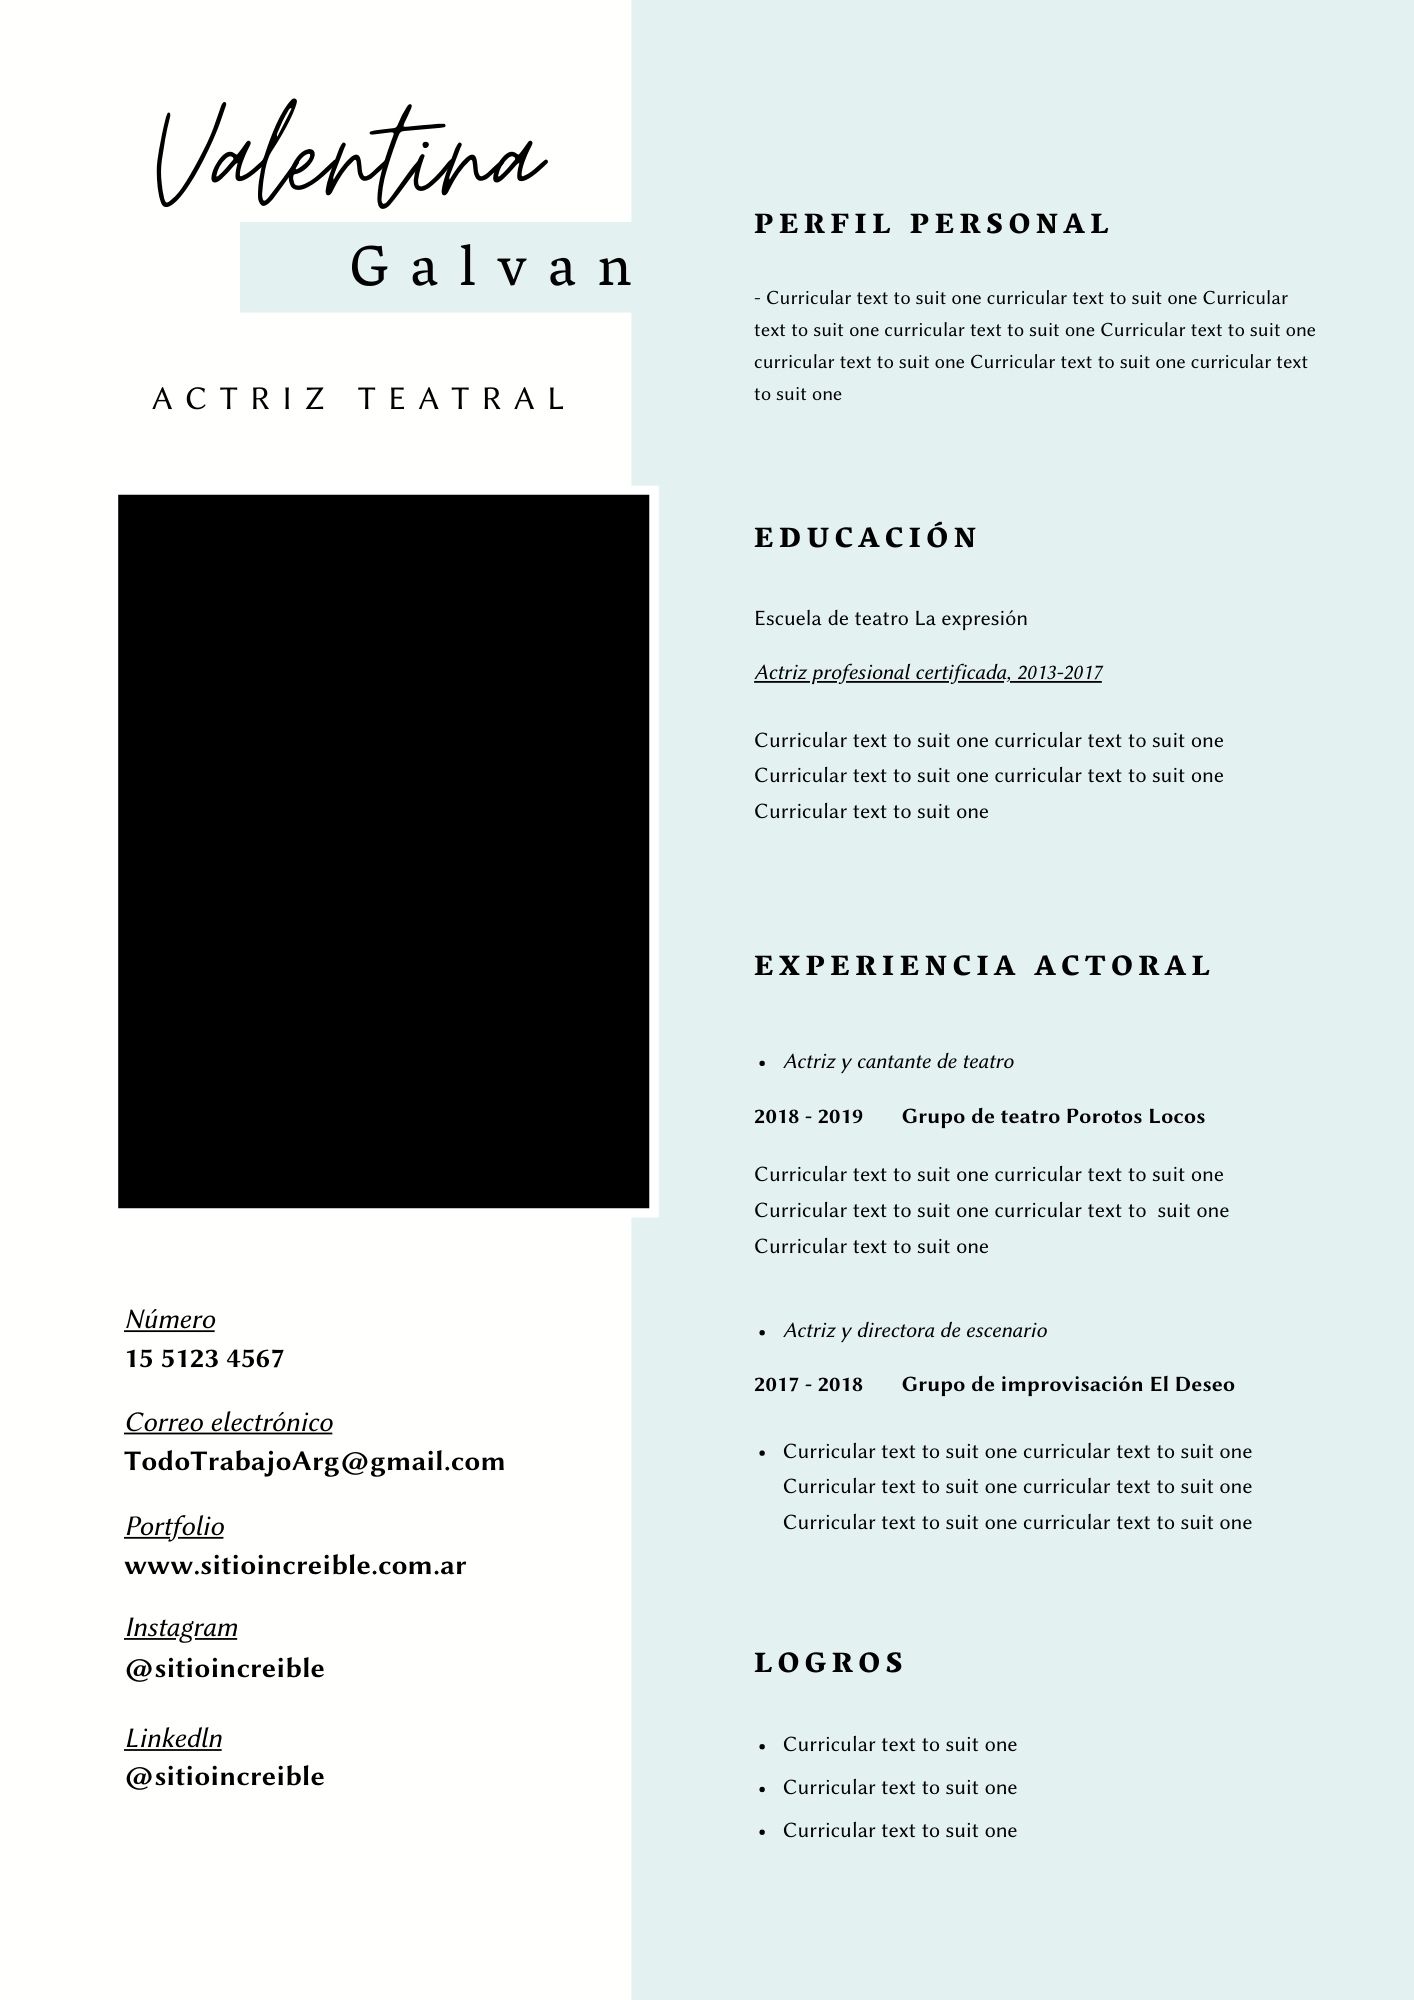 Valentina
Galvan
ACTRIZ TEATRAL
Número
15 5123 4567
Correo electrónico
TodoTrabajoArg@gmail.com
Portfolio
www.sitioincreible.com.ar
Instagram
@sitioincreible
Linkedln
@sitioincreible
PERFIL PERSONAL
- Curricular text to suit one curricular text to suit one Curricular
text to suit one curricular text to suit one Curricular text to suit one
curricular text to suit one Curricular text to suit one curricular text
to suit one
EDUCACIÓN
Escuela de teatro La expresión
Actriz profesional certificada, 2013-2017
Curricular text to suit one curricular text to suit one
Curricular text to suit one curricular text to suit one
Curricular text to suit one
EXPERIENCIA ACTORAL
• Actriz y cantante de teatro
2018 - 2019 Grupo de teatro Porotos Locos
Curricular text to suit one curricular text to suit one
Curricular text to suit one curricular text to suit one
Curricular text to suit one
• Actriz y directora de escenario
2017 - 2018 Grupo de improvisación El Deseo
• Curricular text to suit one curricular text to suit one
Curricular text to suit one curricular text to suit one
Curricular text to suit one curricular text to suit one
LOGROS
• Curricular text to suit one
• Curricular text to suit one
• Curricular text to suit one